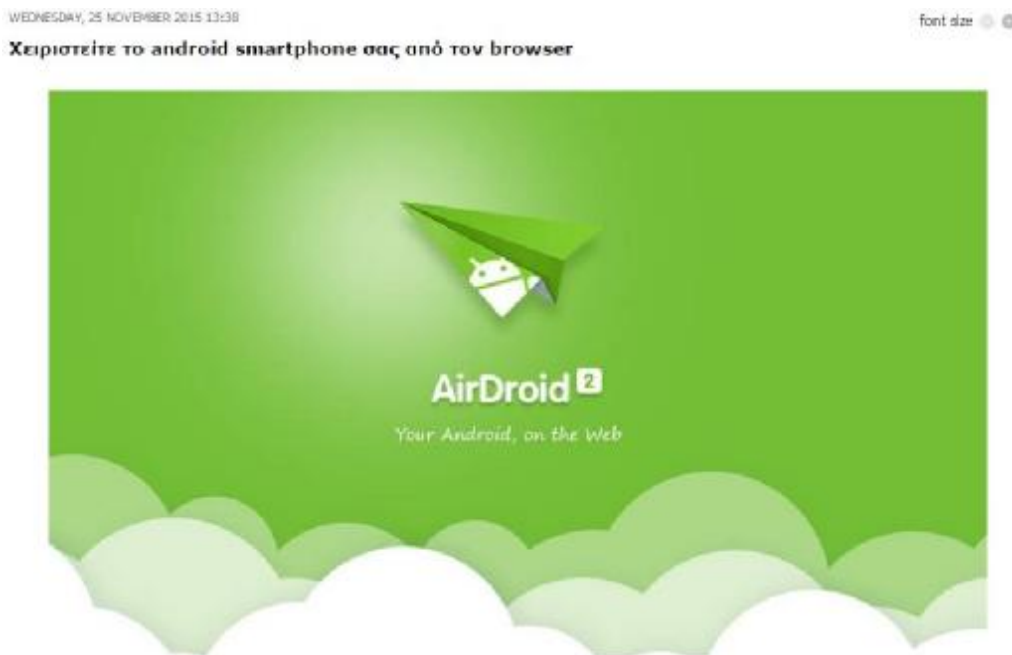 WEDNESDAY, 25 NOVEMBER 2015 13:38
font size
Χειριστείτε το android smartphone σας από τον browser
AirDroid 2
Your Android, on the Web